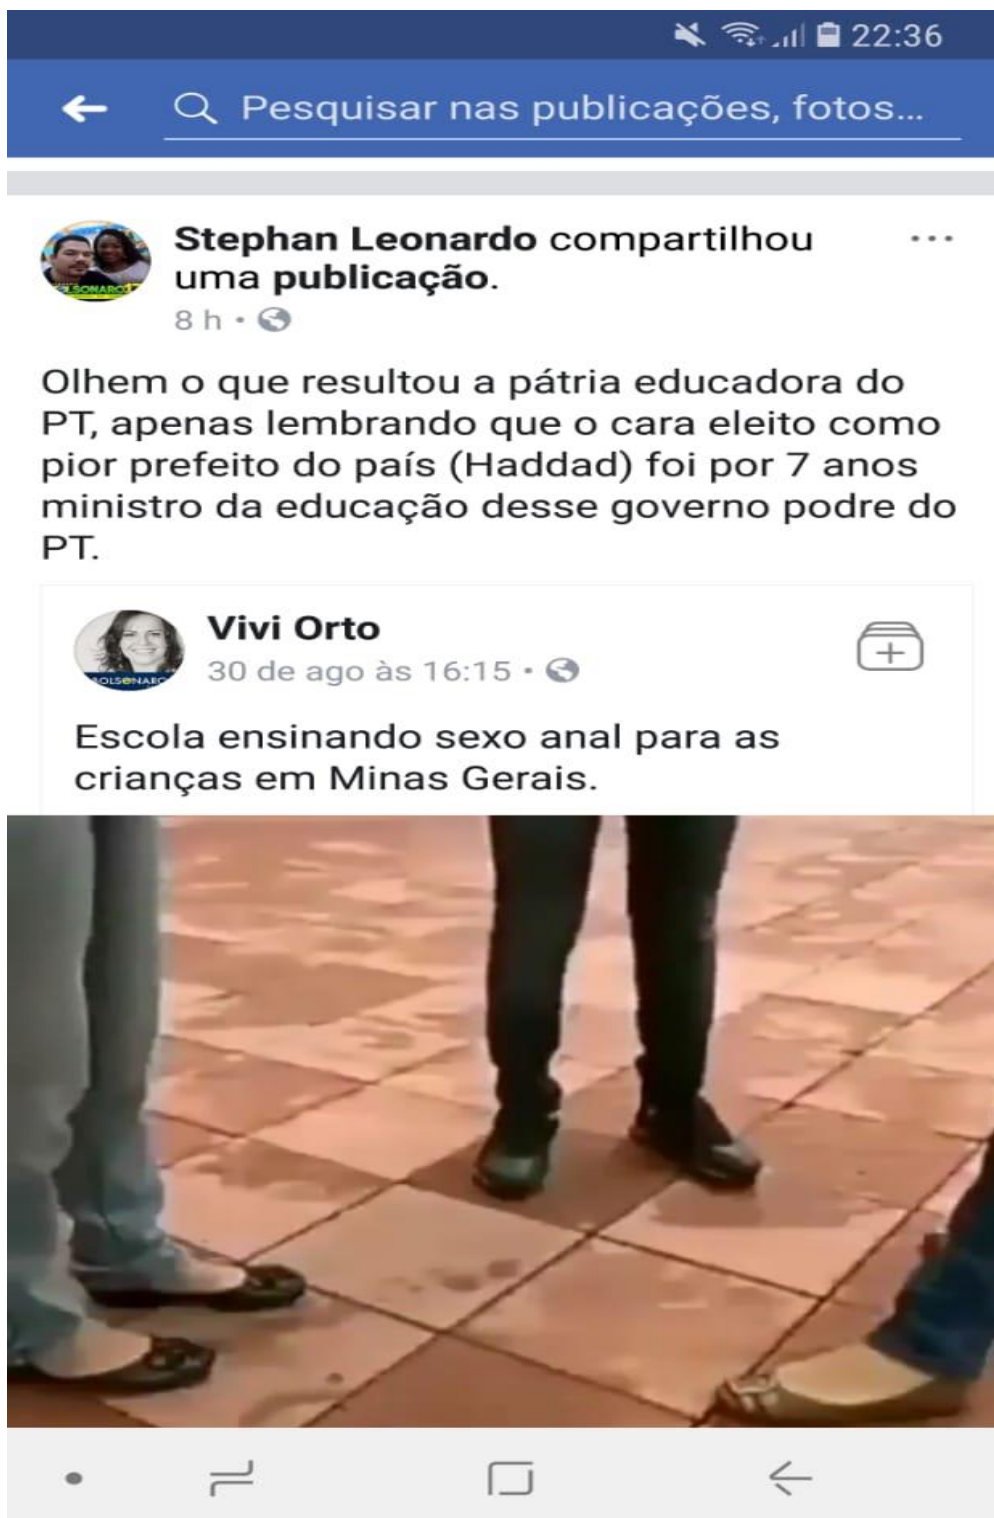 22:36
Pesquisar nas publicações, fotos...
Stephan Leonardo compartilhou
uma publicação.
8 h •
Olhem o que resultou a pátria educadora do
PT, apenas lembrando que o cara eleito como
pior prefeito do país (Haddad) foi por 7 anos
ministro da educação desse governo podre do
PT.
Vivi Orto
30 de ago às 16:15 •
Escola ensinando sexo anal para as
crianças em Minas Gerais.